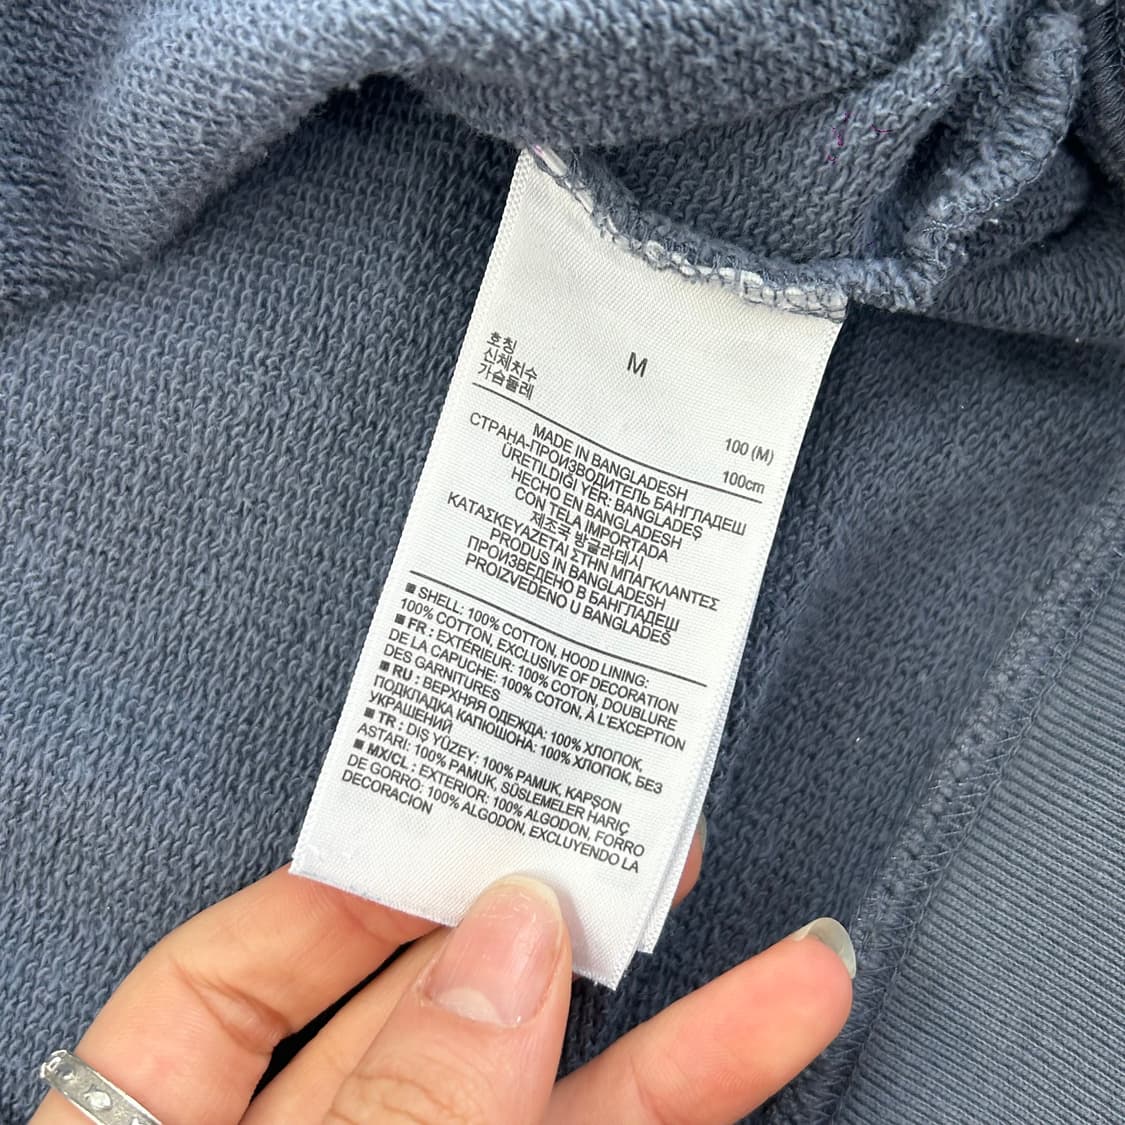 M
호칭
신체치수
가슴둘레
100 (M)
100cm
MADE IN BANGLADESH
СТРАНА-ПРОИЗВОДИТЕЛЬ БАНГЛАДЕШ
ÜRETILDIĞI YER: BANGLADEŞ
HECHO EN BANGLADESH
CON TELA IMPORTADA
제조국 방글라데시
ΚΑΤΑΣΚΕΥΑΖΕΤΑΙ ΣΤΗΝ ΜΠΑΓΚΛΑΝΤΕΣ
PRODUS IN BANGLADESH
ПРОИЗВЕДЕНО В БАНГЛАДЕШ
PROIZVEDENO U BANGLADEŠ
■ SHELL: 100% COTTON, HOOD LINING:
100% COTTON, EXCLUSIVE OF DECORATION
■ FR : EXTÉRIEUR: 100% COTON, DOUBLURE
DE LA CAPUCHE: 100% COTON, À L'EXCEPTION
DES GARNITURES
■ RU : ВЕРХНЯЯ ОДЕЖДА: 100% ХЛОПОК,
ПОДКЛАДКА КАПЮШОНА: 100% ХЛОПОК, БЕЗ
УКРАШЕНИЙ
■ TR : DIŞ YÜZEY: 100% PAMUK, KAPŞON
ASTARI: 100% PAMUK, SÜSLEMELER HARIÇ
■ MX/CL : EXTERIOR: 100% ALGODON, FORRO
DE GORRO: 100% ALGODON, EXCLUYENDO LA
DECORACIÓN